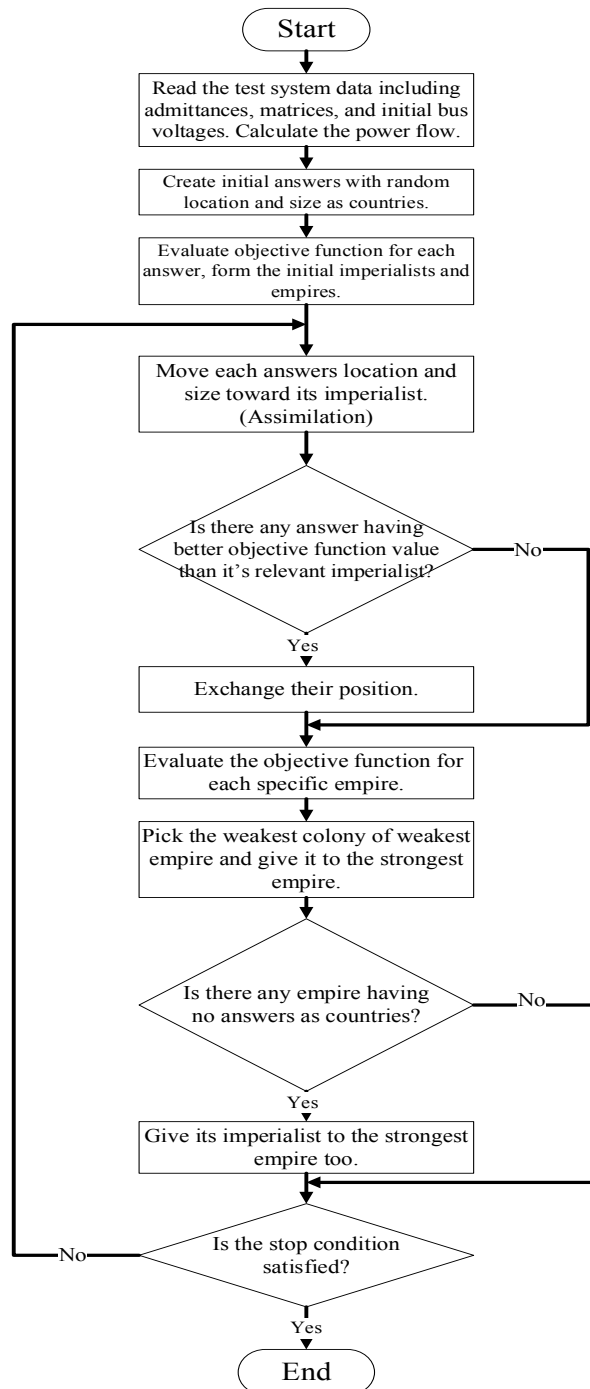 Start
Read the test system data including
admittances, matrices, and initial bus
voltages. Calculate the power flow.
Create initial answers with random
location and size as countries.
Evaluate objective function for each
answer, form the initial imperialists and
empires.
Move each answers location and
size toward its imperialist.
(Assimilation)
Is there any answer having
better objective function value
than it’s relevant imperialist?
No
Yes
Exchange their position.
Evaluate the objective function for
each specific empire.
Pick the weakest colony of weakest
empire and give it to the strongest
empire.
Is there any empire having
no answers as countries?
No
Yes
Give its imperialist to the strongest
empire too.
Is the stop condition
satisfied?
No
Yes
End